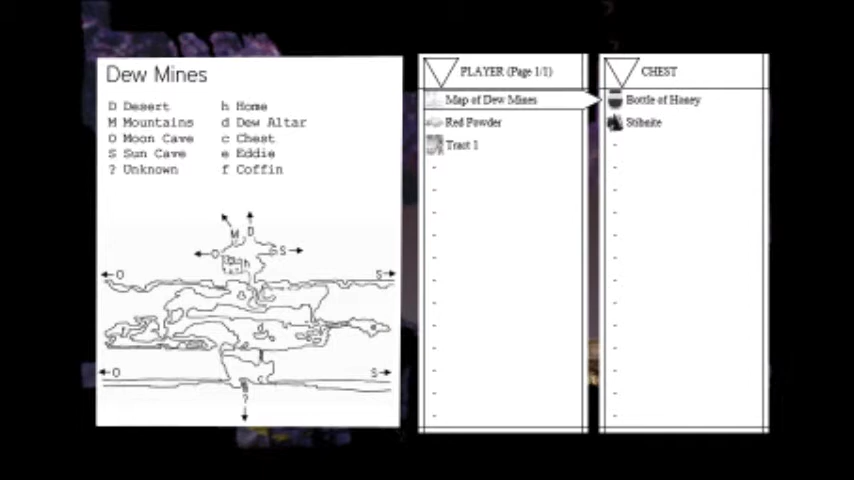 Dew Mines
D Desert h Home
M Mountains d Dew Altar
O Moon Cave c Chest
S Sun Cave e Eddie
? Unknown f Coffin
M D
O S
h
O S
O S
?
PLAYER (Page 1/1)
Map of Dew Mines
Red Powder
Tract 1
CHEST
Bottle of Honey
Stibnite